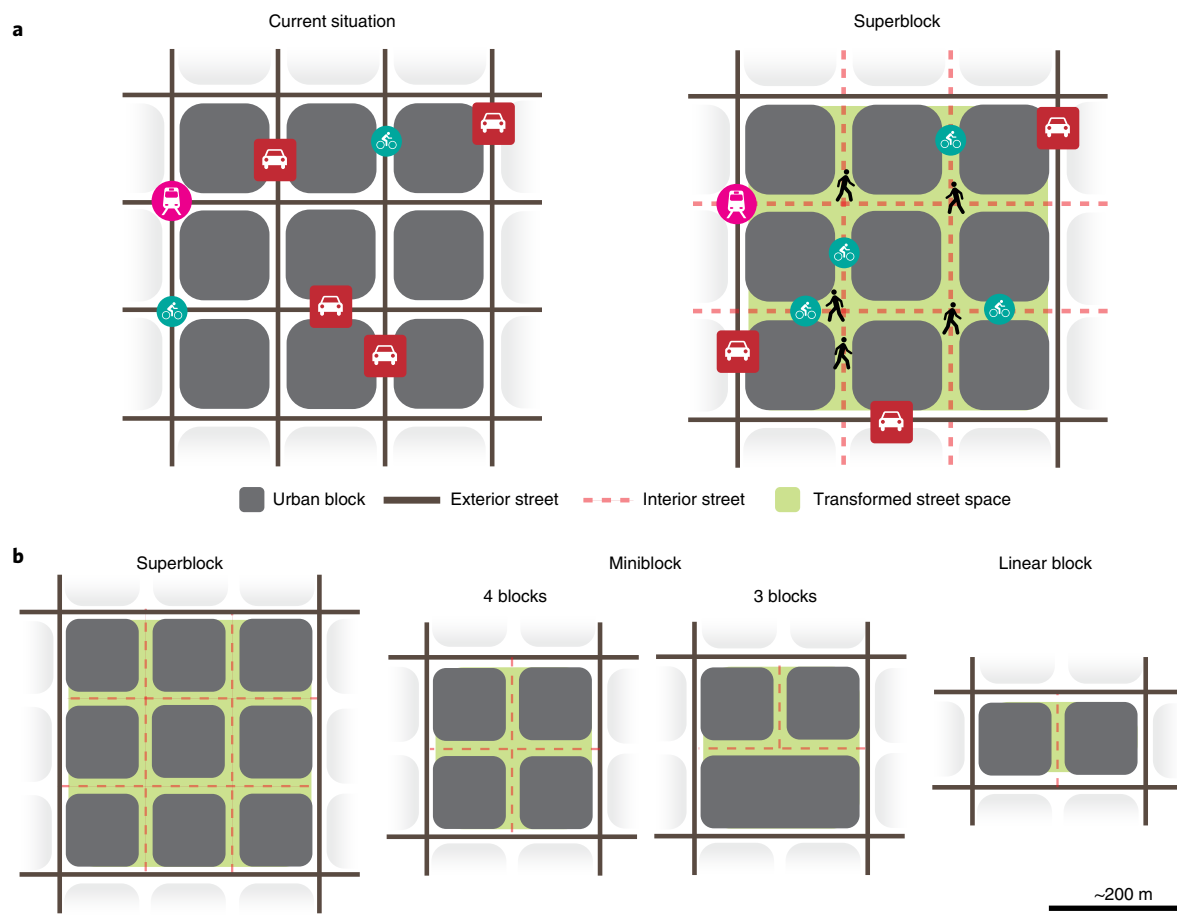 a
Current situation
Superblock
Urban block
Exterior street
Interior street
Transformed street space
b
Superblock
Miniblock
Linear block
4 blocks
3 blocks
~200 m